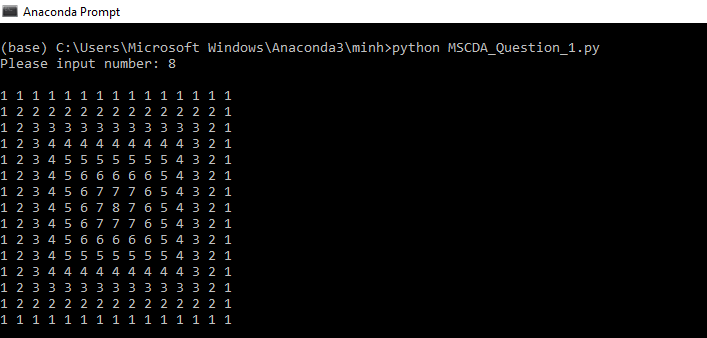 Anaconda Prompt
(base) C:\Users\Microsoft Windows\Anaconda3\minh>python MSCDA_Question_1.py
Please input number: 8
1 1 1 1 1 1 1 1 1 1 1 1 1 1 1
1 2 2 2 2 2 2 2 2 2 2 2 2 2 1
1 2 3 3 3 3 3 3 3 3 3 3 3 2 1
1 2 3 4 4 4 4 4 4 4 4 4 3 2 1
1 2 3 4 5 5 5 5 5 5 5 4 3 2 1
1 2 3 4 5 6 6 6 6 6 5 4 3 2 1
1 2 3 4 5 6 7 7 7 6 5 4 3 2 1
1 2 3 4 5 6 7 8 7 6 5 4 3 2 1
1 2 3 4 5 6 7 7 7 6 5 4 3 2 1
1 2 3 4 5 6 6 6 6 6 5 4 3 2 1
1 2 3 4 5 5 5 5 5 5 5 4 3 2 1
1 2 3 4 4 4 4 4 4 4 4 4 3 2 1
1 2 3 3 3 3 3 3 3 3 3 3 3 2 1
1 2 2 2 2 2 2 2 2 2 2 2 2 2 1
1 1 1 1 1 1 1 1 1 1 1 1 1 1 1